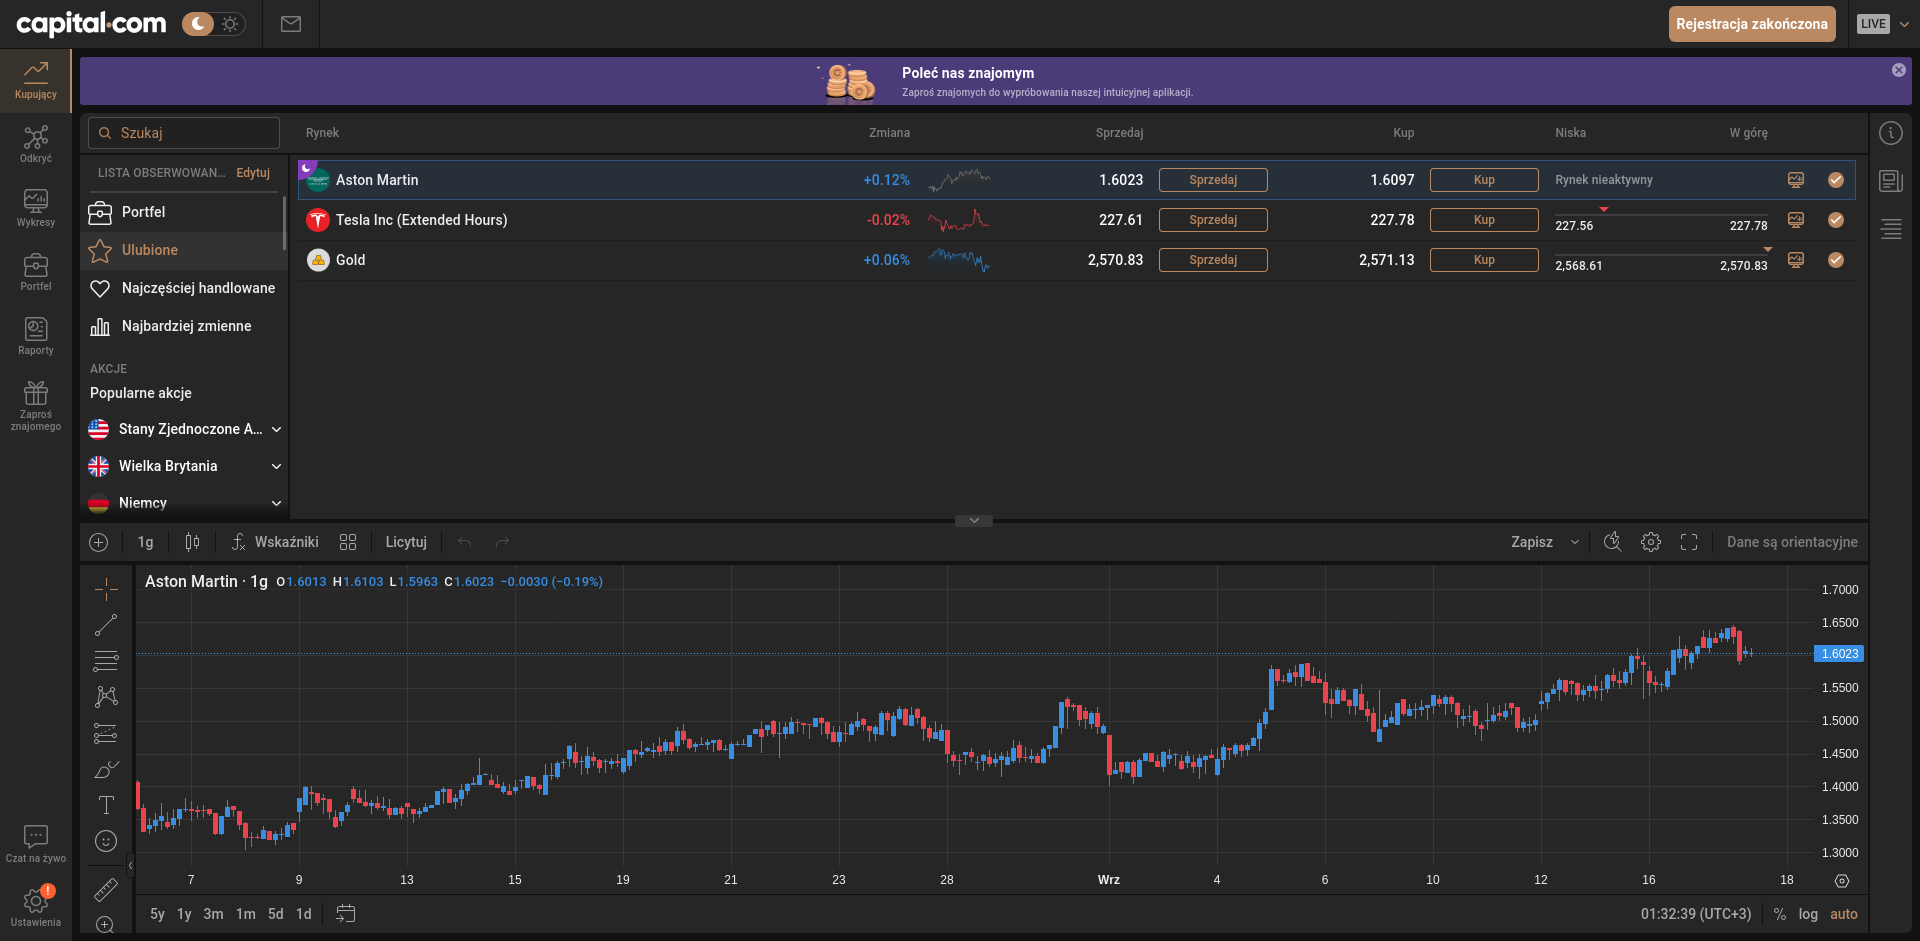 capital.com
Rejestracja zakończona
LIVE
Poleć nas znajomym
Zaproś znajomych do wypróbowania naszej intuicyjnej aplikacji.
Kupujący
Odkryć
Wykresy
Portfel
Raporty
Zaproś
znajomego
Czat na żywo
!
Ustawienia
Szukaj
LISTA OBSERWOWAN... Edytuj
Portfel
Ulubione
Najczęściej handlowane
Najbardziej zmienne
AKCJE
Popularne akcje
Stany Zjednoczone A...
Wielka Brytania
Niemcy
Rynek Zmiana Sprzedaj Kup Niska W górę
Aston Martin +0.12% 1.6023 Sprzedaj 1.6097 Kup Rynek nieaktywny
Tesla Inc (Extended Hours) -0.02% 227.61 Sprzedaj 227.78 Kup 227.56 227.78
Gold +0.06% 2,570.83 Sprzedaj 2,571.13 Kup 2,568.61 2,570.83
1g Wskaźniki Licytuj Zapisz Dane są orientacyjne
Aston Martin · 1g O1.6013 H1.6103 L1.5963 C1.6023 −0.0030 (−0.19%)
1.7000
1.6500
1.6023
1.5500
1.5000
1.4500
1.4000
1.3500
1.3000
7 9 13 15 19 21 23 28 Wrz 4 6 10 12 16 18
5y 1y 3m 1m 5d 1d 01:32:39 (UTC+3) % log auto